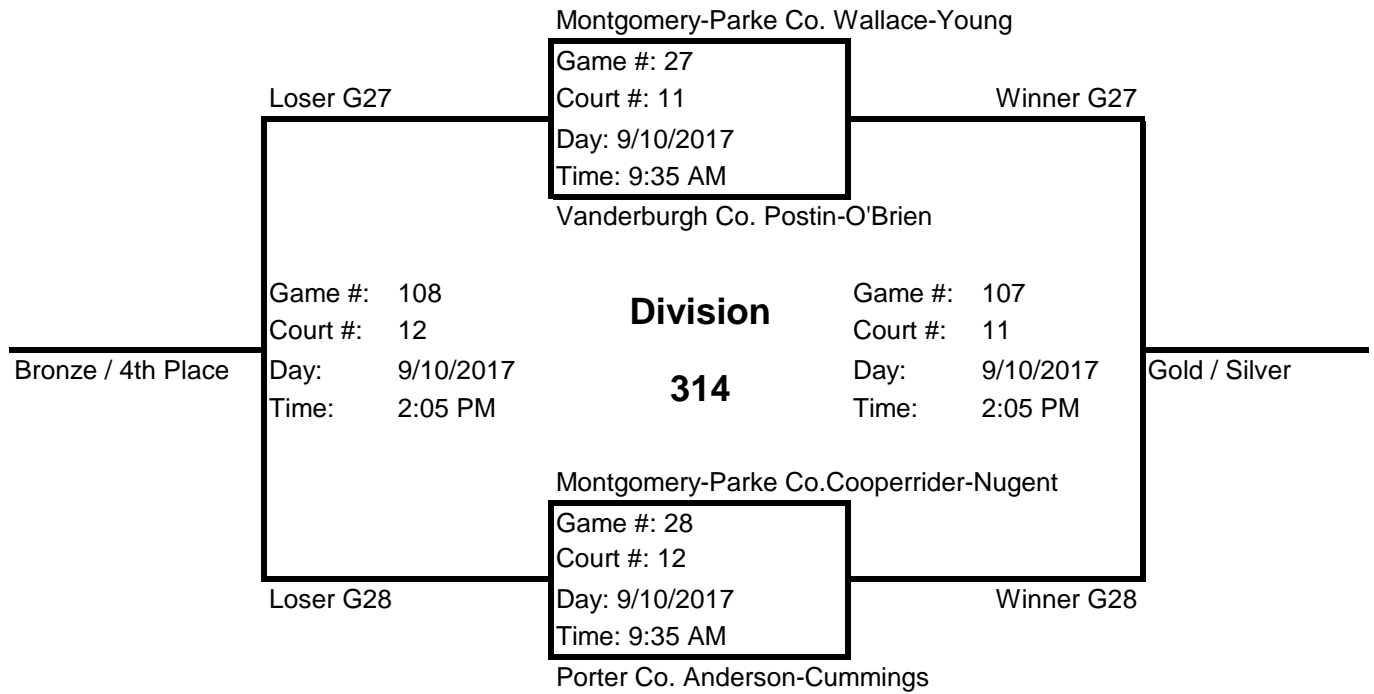 Montgomery-Parke Co. Wallace-Young
Game #: 27
Loser G27
Court #: 11
Winner G27
Day: 9/10/2017
Time: 9:35 AM
Vanderburgh Co. Postin-O'Brien
Game #: 108
Court #: 12
Division
Game #: 107
Court #: 11
Bronze / 4th Place
Day: 9/10/2017
Time: 2:05 PM
314
Day: 9/10/2017
Time: 2:05 PM
Gold / Silver
Montgomery-Parke Co.Cooperrider-Nugent
Game #: 28
Court #: 12
Loser G28
Day: 9/10/2017
Winner G28
Time: 9:35 AM
Porter Co. Anderson-Cummings